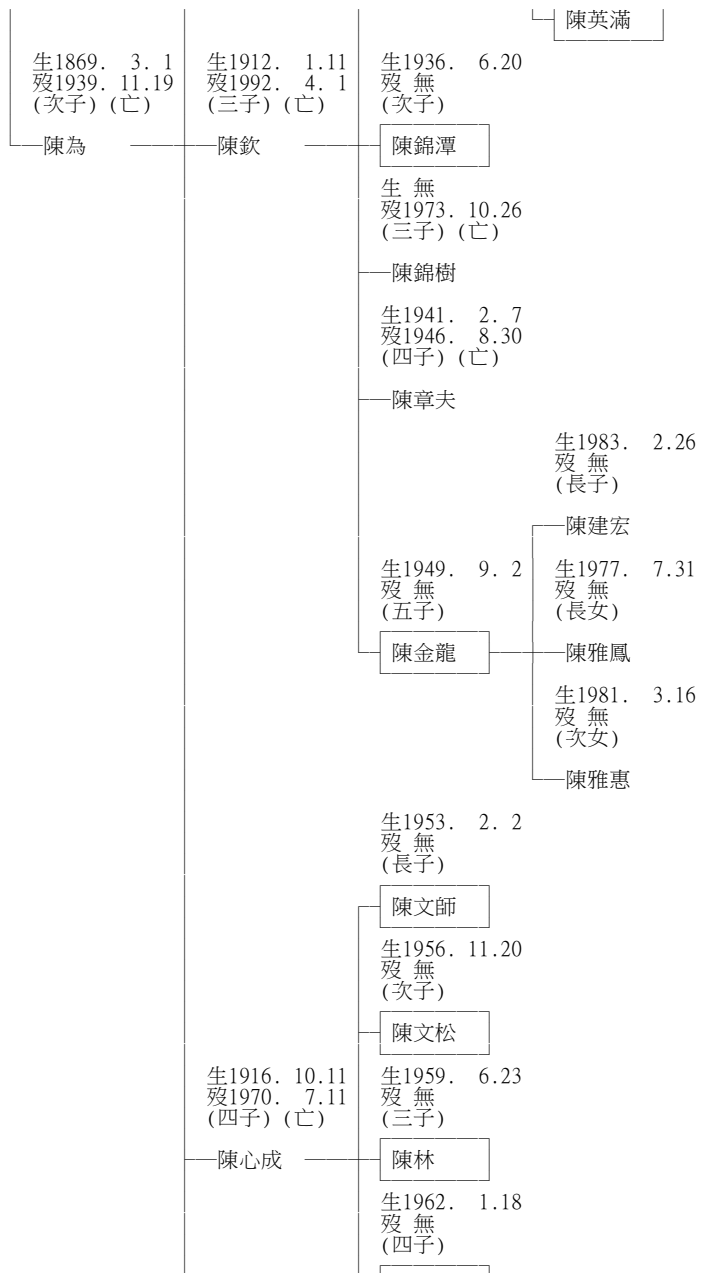 陳英滿
生1869. 3. 1 生1912. 1.11 生1936. 6.20
歿1939. 11.19 歿1992. 4. 1 歿 無
(次子) (亡) (三子) (亡) (次子)
陳為 陳欽 陳錦潭
生 無
歿1973. 10.26
(三子) (亡)
陳錦樹
生1941. 2. 7
歿1946. 8.30
(四子) (亡)
陳章夫
生1983. 2.26
歿 無
(長子)
陳建宏
生1949. 9. 2 生1977. 7.31
歿 無 歿 無
(五子) (長女)
陳金龍 陳雅鳳
生1981. 3.16
歿 無
(次女)
陳雅惠
生1953. 2. 2
歿 無
(長子)
陳文師
生1956. 11.20
歿 無
(次子)
陳文松
生1916. 10.11 生1959. 6.23
歿1970. 7.11 歿 無
(四子) (亡) (三子)
陳心成 陳林
生1962. 1.18
歿 無
(四子)